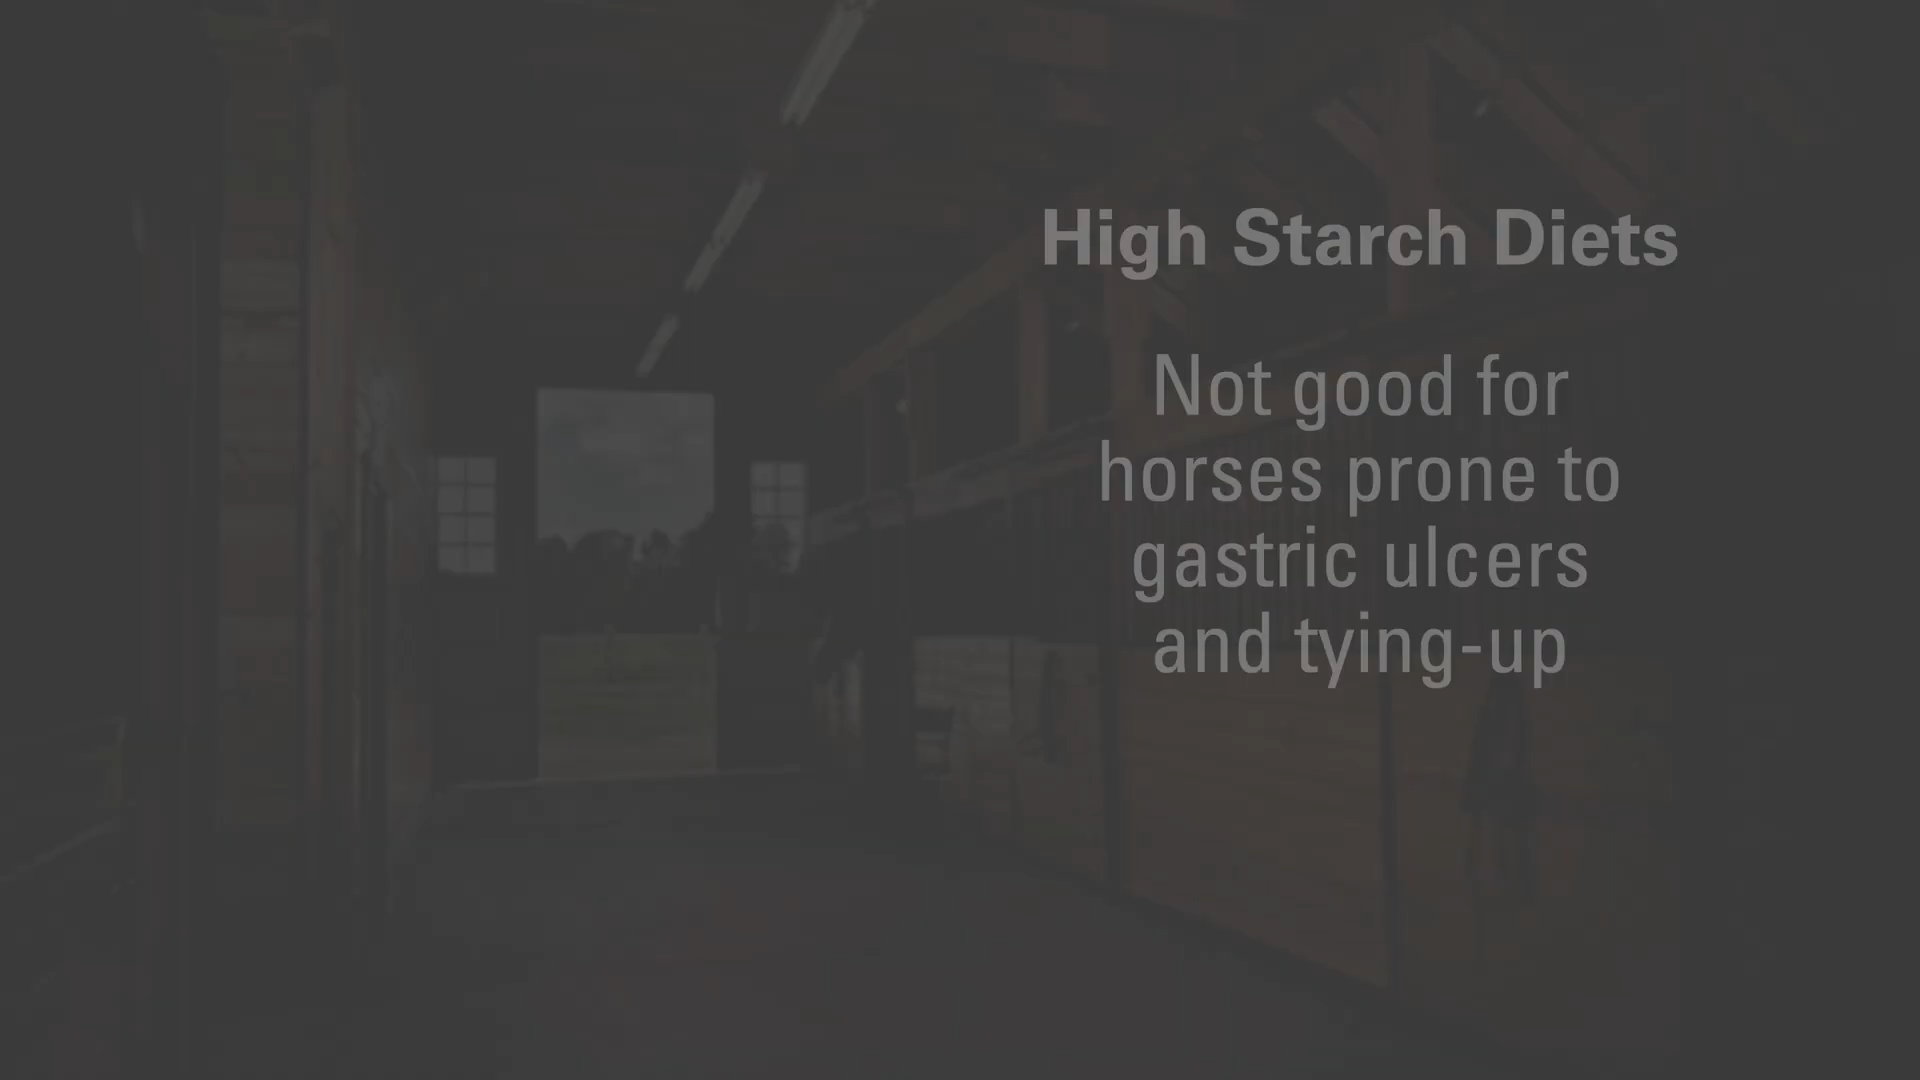 High Starch Diets
Not good for
horses prone to
gastric ulcers
and tying-up